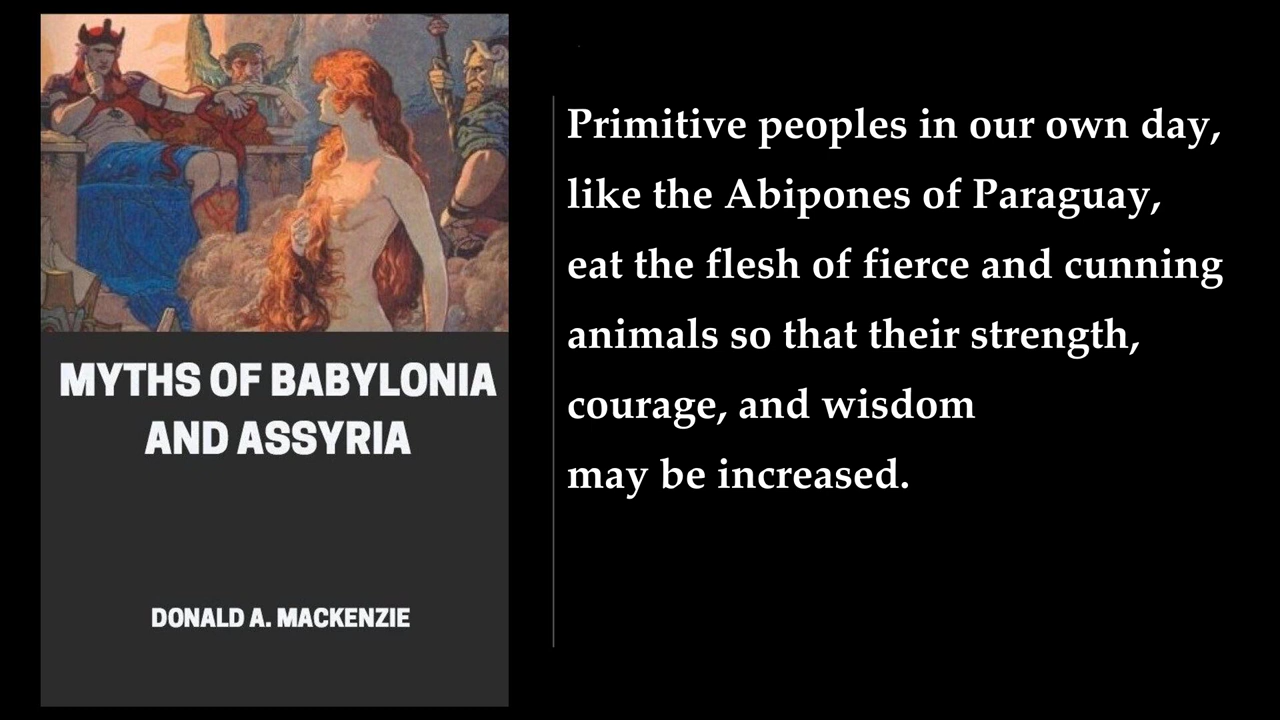 MYTHS OF BABYLONIA
AND ASSYRIA
DONALD A. MACKENZIE
Primitive peoples in our own day,
like the Abipones of Paraguay,
eat the flesh of fierce and cunning
animals so that their strength,
courage, and wisdom
may be increased.